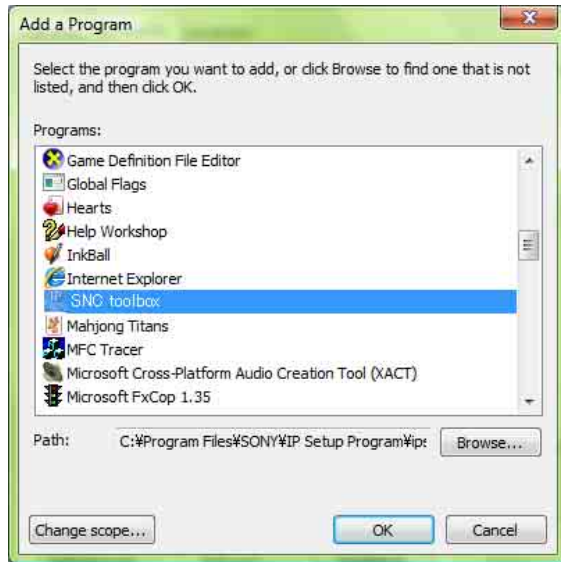 Add a Program
Select the program you want to add, or click Browse to find one that is not
listed, and then click OK.
Programs:
Game Definition File Editor
Global Flags
Hearts
Help Workshop
InkBall
Internet Explorer
SNC toolbox
Mahjong Titans
MFC Tracer
Microsoft Cross-Platform Audio Creation Tool (XACT)
Microsoft FxCop 1.35
Path: C:¥Program Files¥SONY¥IP Setup Program¥ips
Browse...
Change scope...
OK
Cancel